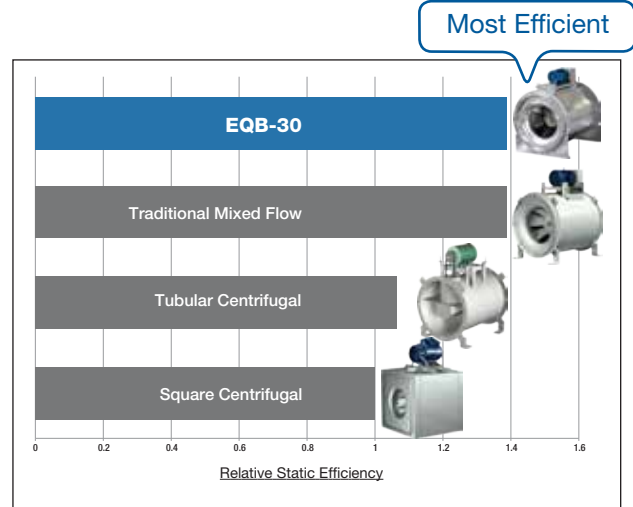 Most Efficient
EQB-30
Traditional Mixed Flow
Tubular Centrifugal
Square Centrifugal
0 0.2 0.4 0.6 0.8 1 1.2 1.4 1.6
Relative Static Efficiency